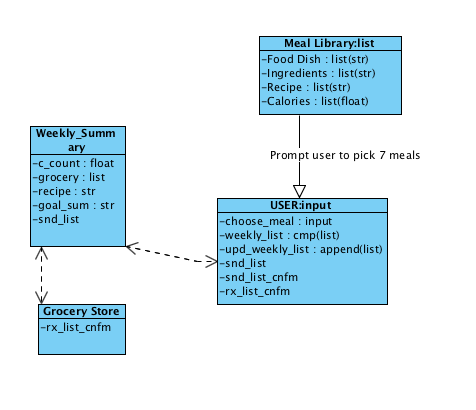 Meal Library:list
-Food Dish : list(str)
-Ingredients : list(str)
-Recipe : list(str)
-Calories : list(float)
Prompt user to pick 7 meals
Weekly_Summ
ary
-c_count : float
-grocery : list
-recipe : str
-goal_sum : str
-snd_list
USER:input
-choose_meal : input
-weekly_list : cmp(list)
-upd_weekly_list : append(list)
-snd_list
-snd_list_cnfm
-rx_list_cnfm
Grocery Store
-rx_list_cnfm